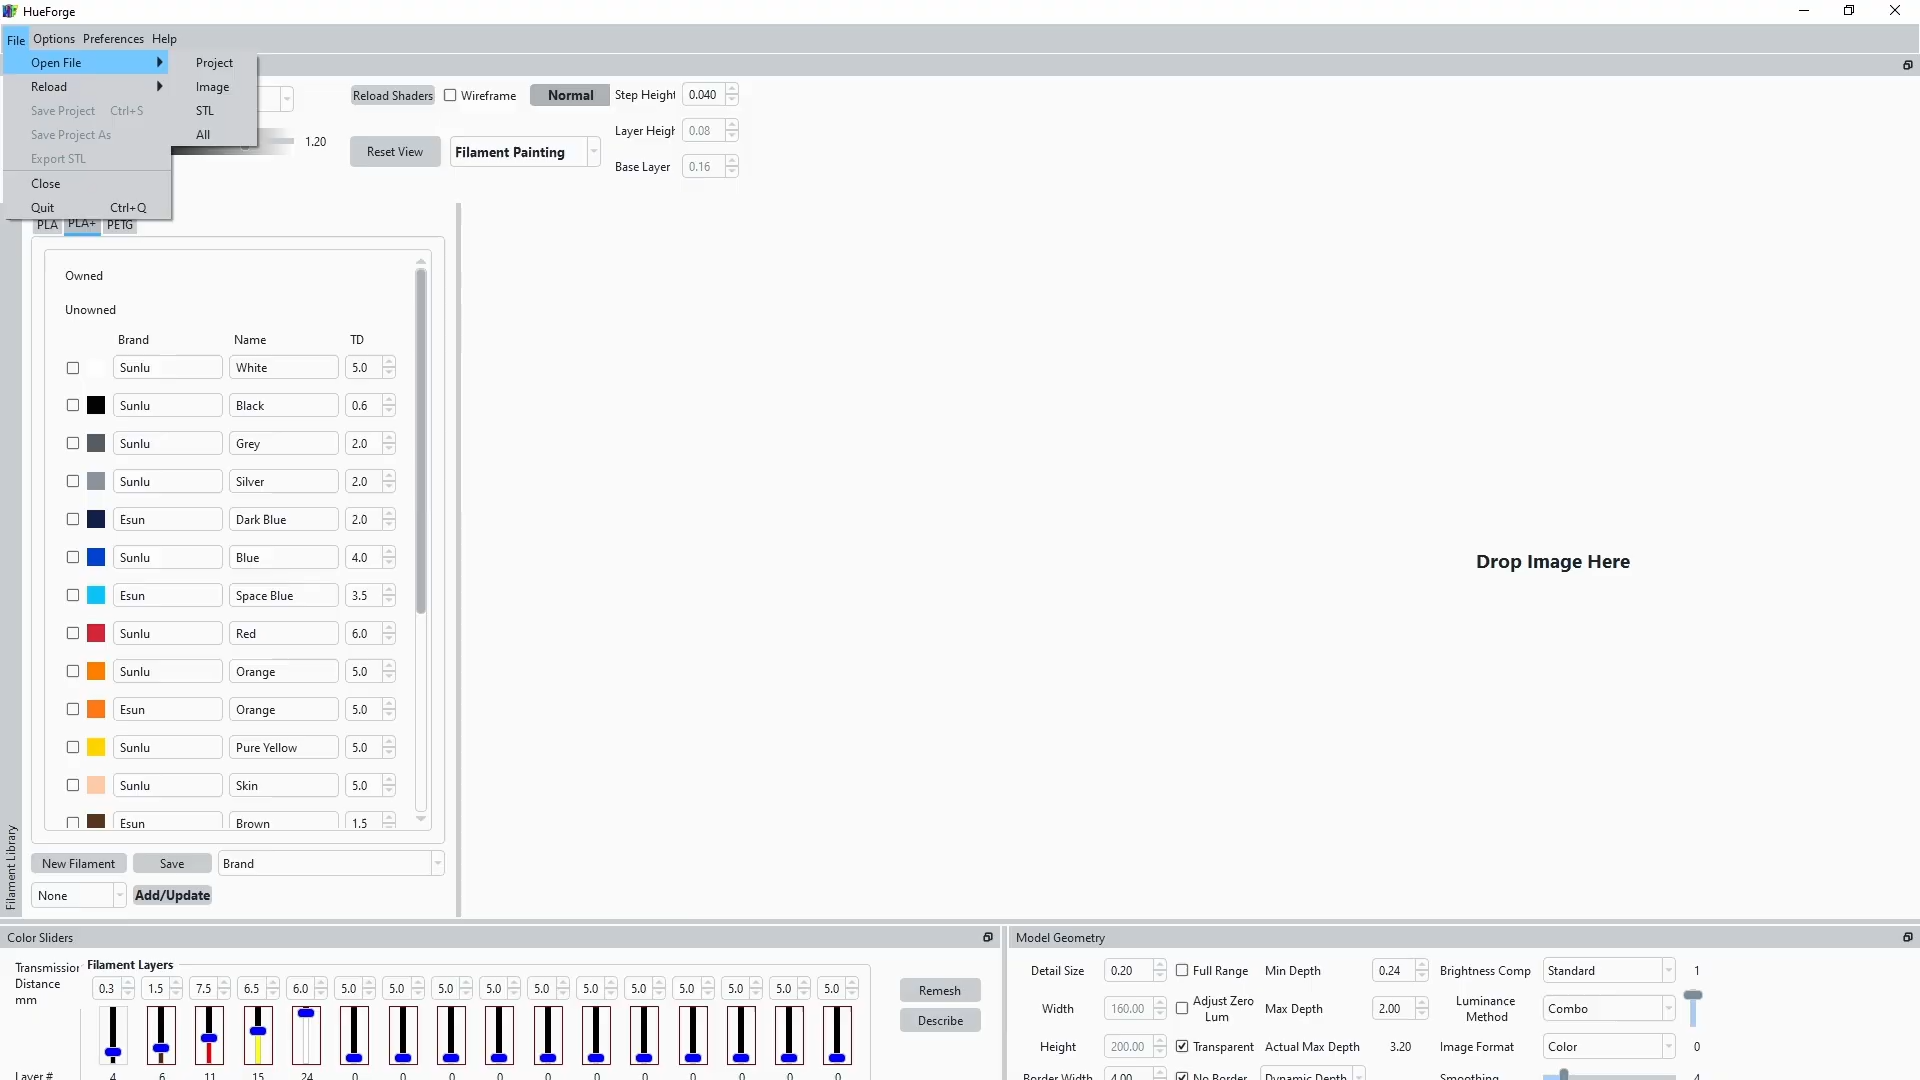 HueForge
File Options Preferences Help
Open File
Project
Reload
Image
Save Project Ctrl+S
STL
Save Project As
All
Export STL
Close
Quit Ctrl+Q
Reload Shaders Wireframe Normal Step Height 0.040
1.20
Layer Heigh 0.08
Reset View Filament Painting
Base Layer 0.16
PLA PLA+ PETG
Owned
Unowned
Brand Name TD
Sunlu White 5.0
Sunlu Black 0.6
Sunlu Grey 2.0
Sunlu Silver 2.0
Esun Dark Blue 2.0
Sunlu Blue 4.0
Esun Space Blue 3.5
Sunlu Red 6.0
Sunlu Orange 5.0
Esun Orange 5.0
Sunlu Pure Yellow 5.0
Sunlu Skin 5.0
Esun Brown 1.5
Filament Library
New Filament Save Brand
None Add/Update
Drop Image Here
Color Sliders
Transmission
Distance
mm
Filament Layers
0.3 1.5 7.5 6.5 6.0 5.0 5.0 5.0 5.0 5.0 5.0 5.0 5.0 5.0 5.0 5.0
Layer # 4 6 11 15 24 0 0 0 0 0 0 0 0 0 0 0
Remesh
Describe
Model Geometry
Detail Size 0.20 Full Range Min Depth 0.24 Brightness Comp Standard 1
Width 160.00 Adjust Zero Lum Max Depth 2.00 Luminance Method Combo
Height 200.00 Transparent Actual Max Depth 3.20 Image Format Color 0
Border Width 4.00 No Border Dynamic Depth Smoothing 4